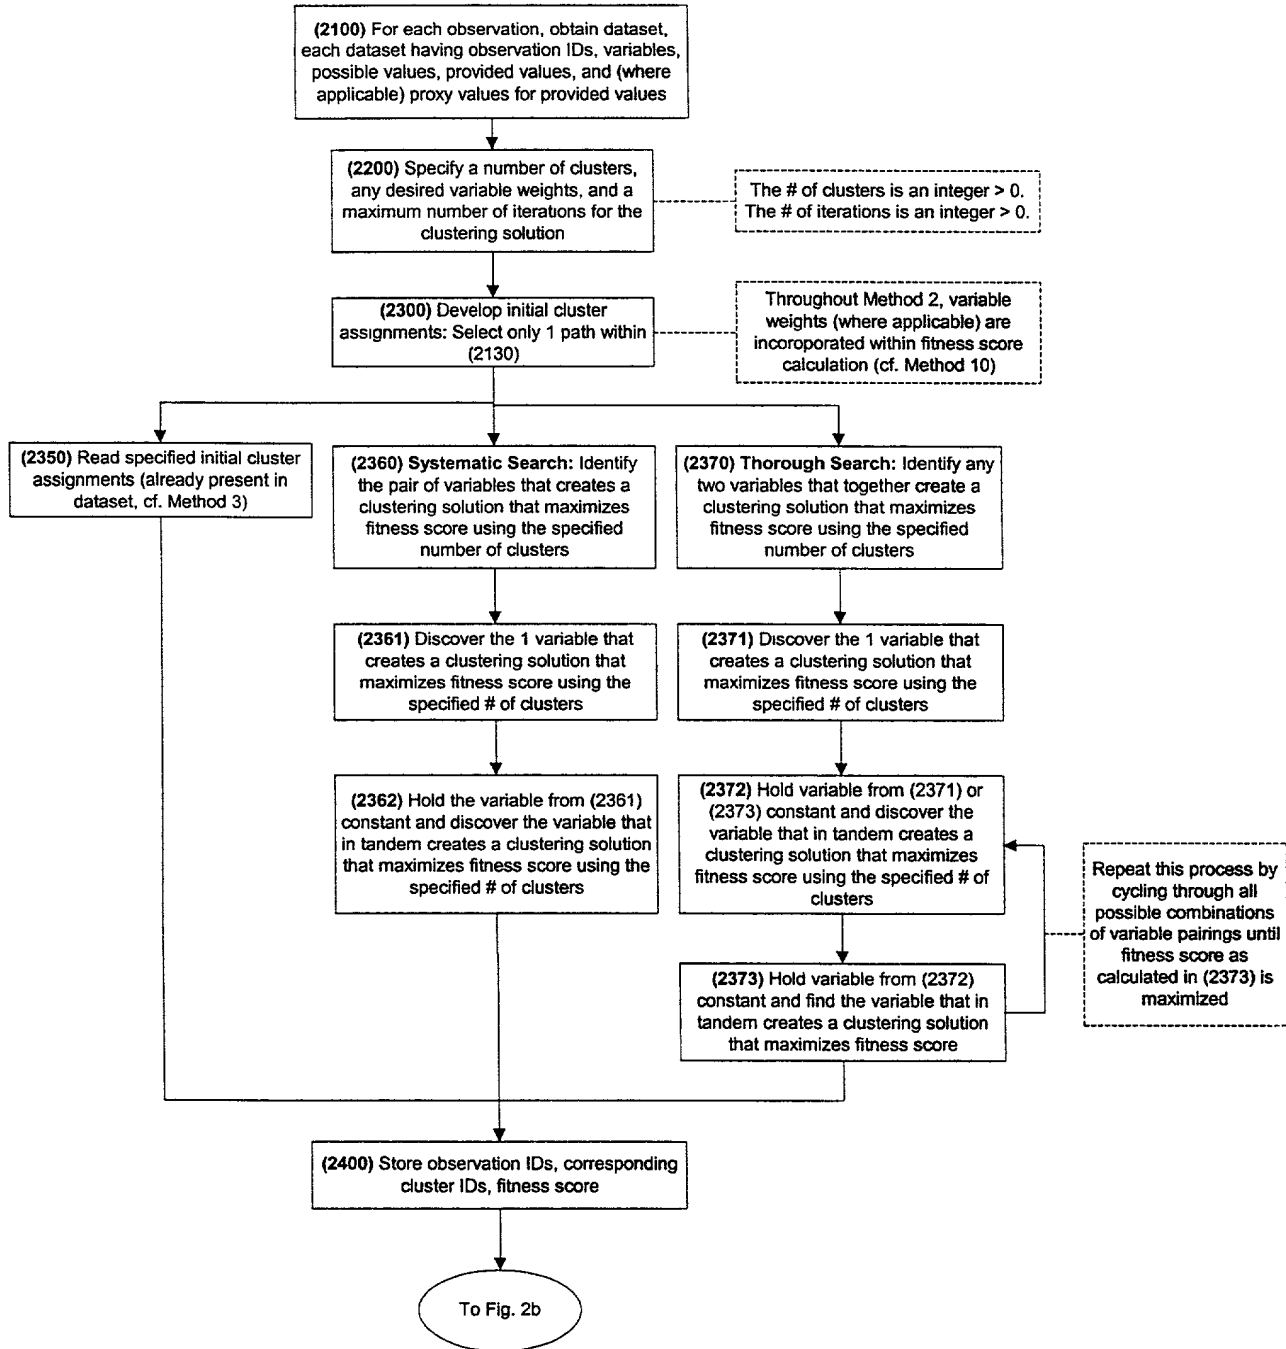 (2100) For each observation, obtain dataset,
each dataset having observation IDs, variables,
possible values, provided values, and (where
applicable) proxy values for provided values
(2200) Specify a number of clusters,
any desired variable weights, and a
maximum number of iterations for the
clustering solution
The # of clusters is an integer > 0.
The # of iterations is an integer > 0.
(2300) Develop initial cluster
assignments: Select only 1 path within
(2130)
Throughout Method 2, variable
weights (where applicable) are
incoroporated within fitness score
calculation (cf. Method 10)
(2350) Read specified initial cluster
assignments (already present in
dataset, cf. Method 3)
(2360) Systematic Search: Identify
the pair of variables that creates a
clustering solution that maximizes
fitness score using the specified
number of clusters
(2370) Thorough Search: Identify any
two variables that together create a
clustering solution that maximizes
fitness score using the specified
number of clusters
(2361) Discover the 1 variable that
creates a clustering solution that
maximizes fitness score using the
specified # of clusters
(2371) Discover the 1 variable that
creates a clustering solution that
maximizes fitness score using the
specified # of clusters
(2362) Hold the variable from (2361)
constant and discover the variable that
in tandem creates a clustering solution
that maximizes fitness score using the
specified # of clusters
(2372) Hold variable from (2371) or
(2373) constant and discover the
variable that in tandem creates a
clustering solution that maximizes
fitness score using the specified # of
clusters
Repeat this process by
cycling through all
possible combinations
of variable pairings until
fitness score as
calculated in (2373) is
maximized
(2373) Hold variable from (2372)
constant and find the variable that in
tandem creates a clustering solution
that maximizes fitness score
(2400) Store observation IDs, corresponding
cluster IDs, fitness score
To Fig. 2b